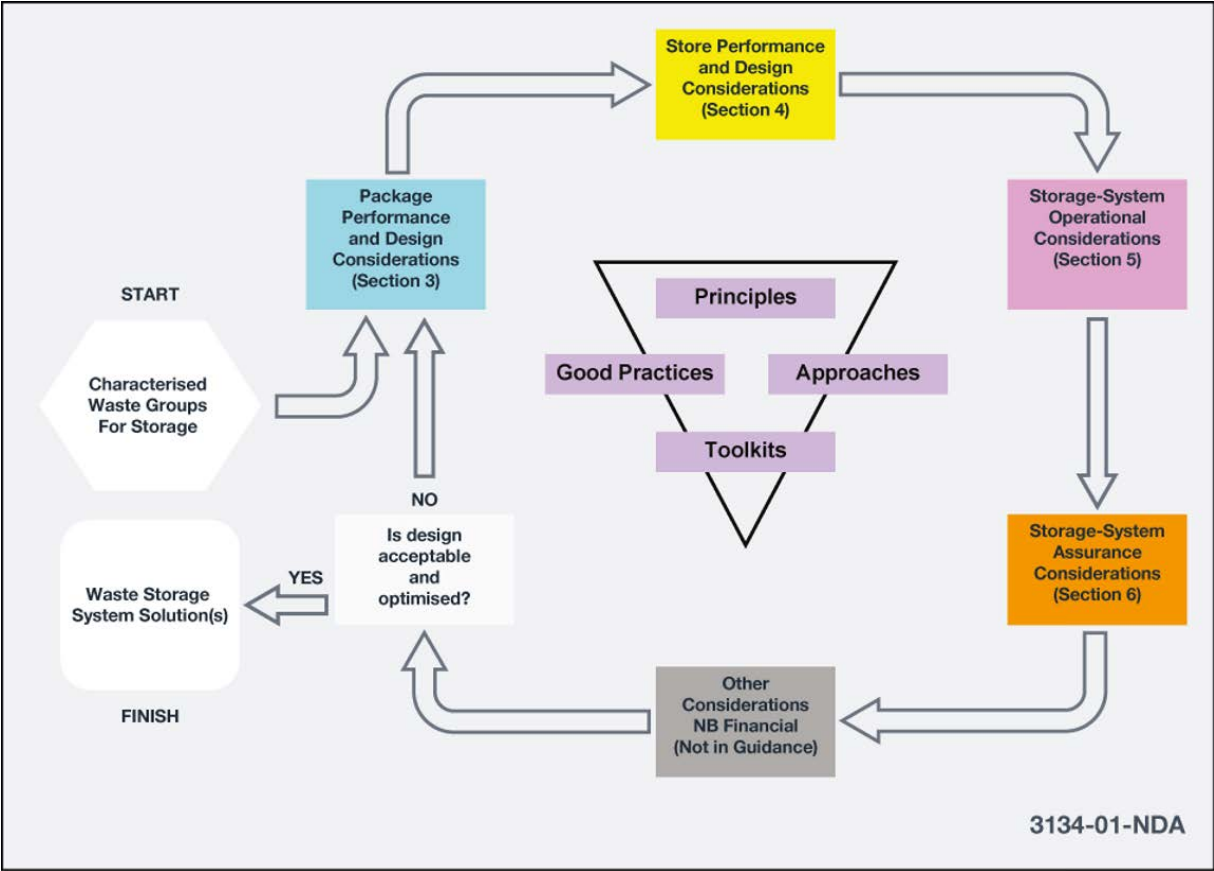 Store Performance
and Design
Considerations
(Section 4)
Package
Performance
and Design
Considerations
(Section 3)
Storage-System
Operational
Considerations
(Section 5)
START
Characterised
Waste Groups
For Storage
Principles
Good Practices
Approaches
Toolkits
NO
Is design
acceptable
and
optimised?
YES
Waste Storage
System Solution(s)
FINISH
Storage-System
Assurance
Considerations
(Section 6)
Other
Considerations
NB Financial
(Not in Guidance)
3134-01-NDA